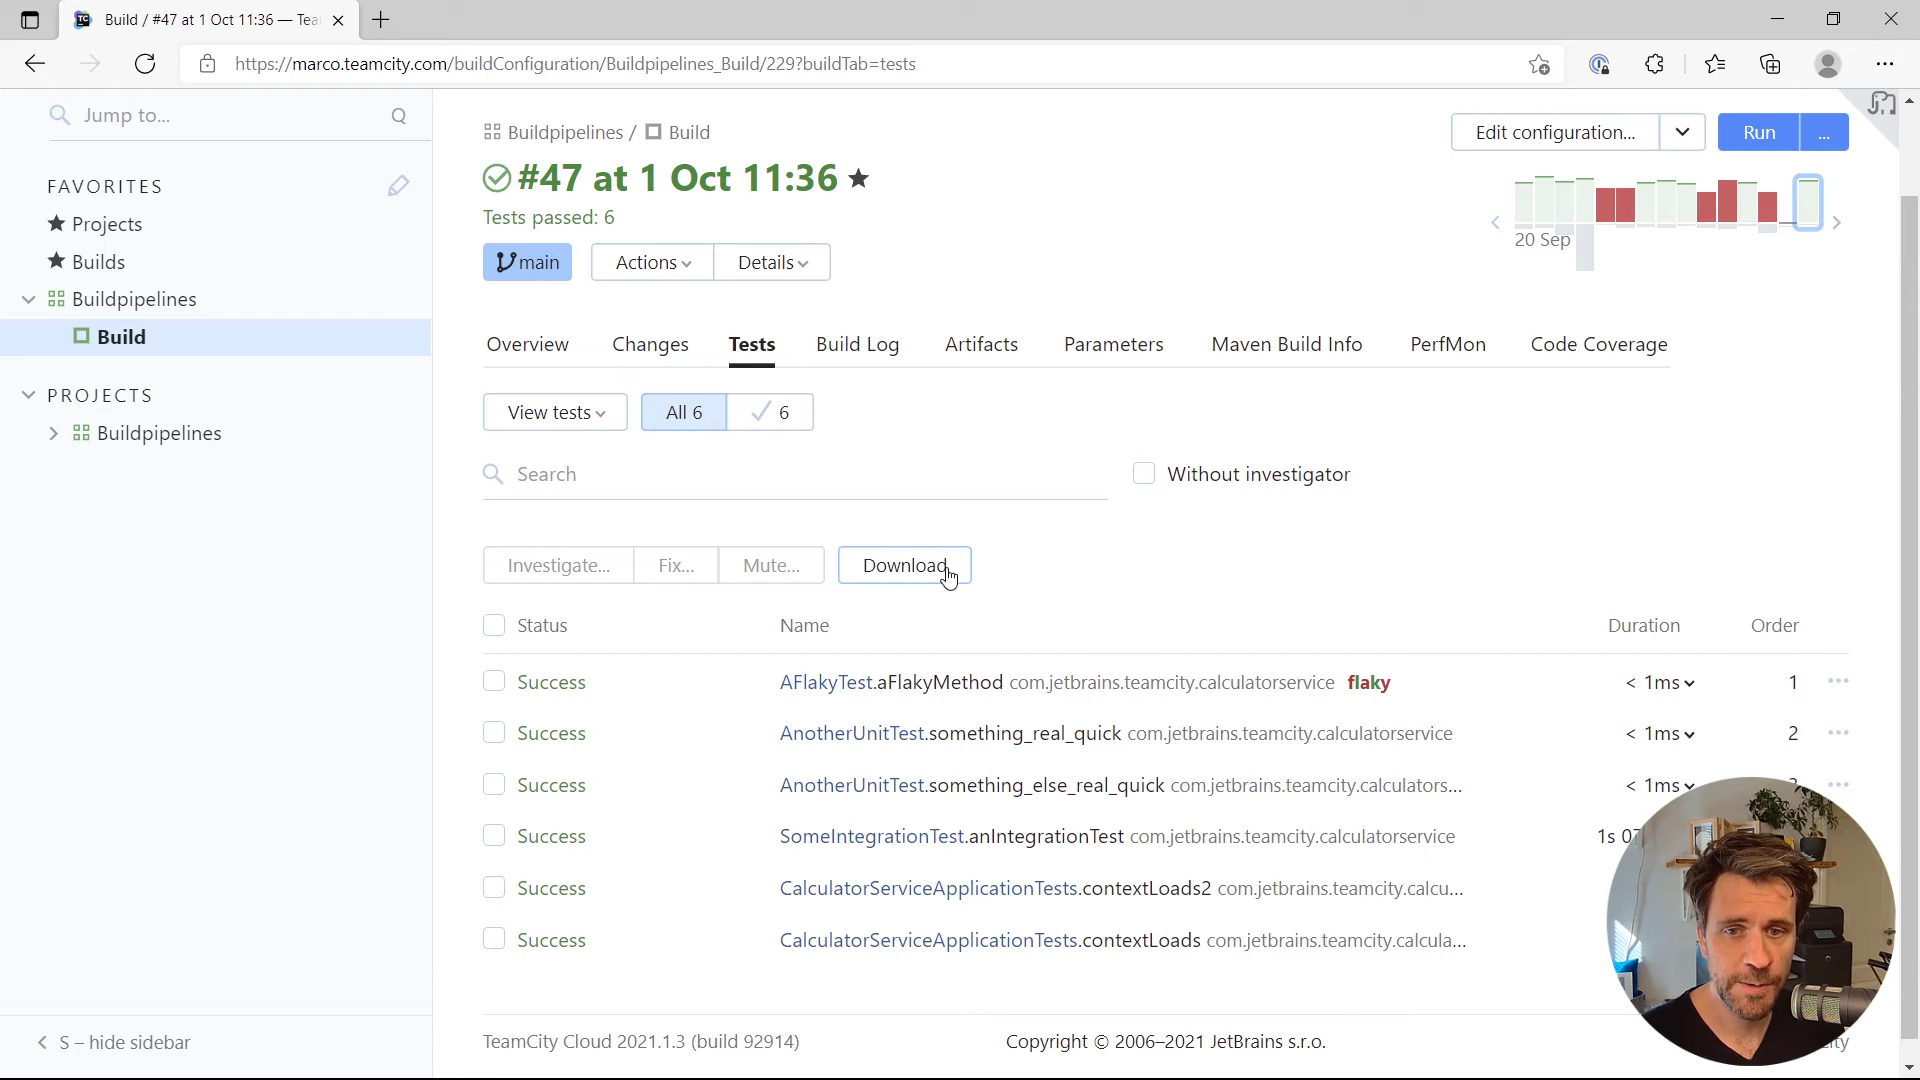 Build / #47 at 1 Oct 11:36 — Tea
https://marco.teamcity.com/buildConfiguration/Buildpipelines_Build/229?buildTab=tests
Jump to...
Q
FAVORITES
Projects
Builds
Buildpipelines
Build
PROJECTS
Buildpipelines
S – hide sidebar
Buildpipelines / Build
Edit configuration...
Run
...
#47 at 1 Oct 11:36
Tests passed: 6
20 Sep
main
Actions
Details
Overview
Changes
Tests
Build Log
Artifacts
Parameters
Maven Build Info
PerfMon
Code Coverage
View tests
All 6
6
Search
Without investigator
Investigate...
Fix...
Mute...
Download
Status Name Duration Order
Success AFlakyTest.aFlakyMethod com.jetbrains.teamcity.calculatorservice flaky < 1ms 1
Success AnotherUnitTest.something_real_quick com.jetbrains.teamcity.calculatorservice < 1ms 2
Success AnotherUnitTest.something_else_real_quick com.jetbrains.teamcity.calculators... < 1ms
Success SomeIntegrationTest.anIntegrationTest com.jetbrains.teamcity.calculatorservice 1s
Success CalculatorServiceApplicationTests.contextLoads2 com.jetbrains.teamcity.calcu...
Success CalculatorServiceApplicationTests.contextLoads com.jetbrains.teamcity.calcula...
TeamCity Cloud 2021.1.3 (build 92914)
Copyright © 2006–2021 JetBrains s.r.o.